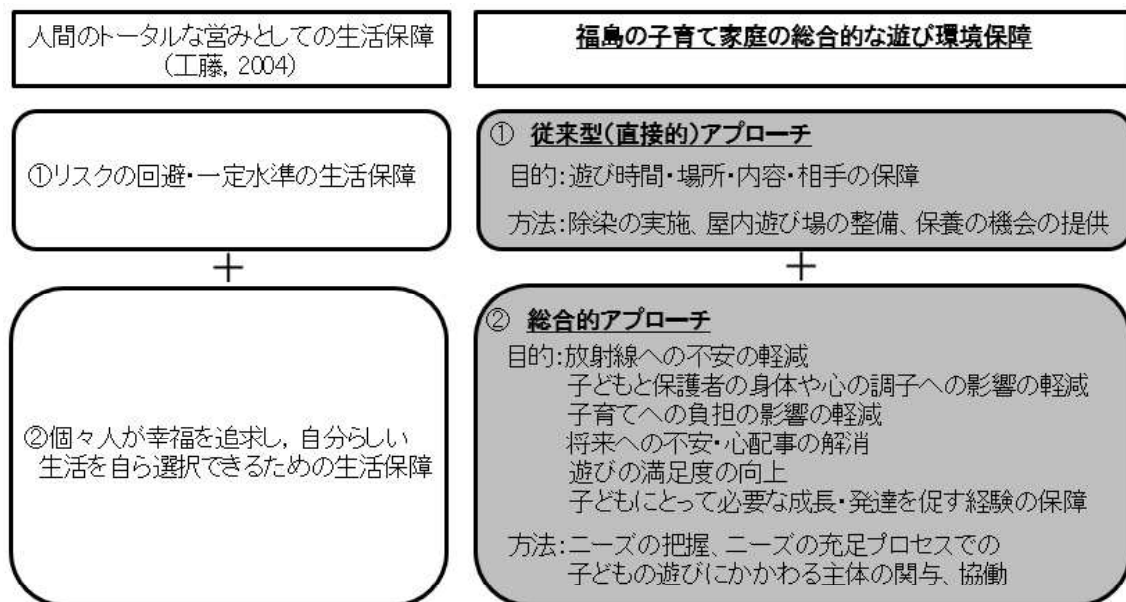 人間のトータルな営みとしての生活保障
(工藤, 2004)
福島の子育て家庭の総合的な遊び環境保障
①リスクの回避・一定水準の生活保障
① 従来型(直接的)アプローチ
目的:遊び時間・場所・内容・相手の保障
方法:除染の実施、屋内遊び場の整備、保養の機会の提供
+
+
②個々人が幸福を追求し, 自分らしい
生活を自ら選択できるための生活保障
② 総合的アプローチ
目的:放射線への不安の軽減
子どもと保護者の身体や心の調子への影響の軽減
子育てへの負担の影響の軽減
将来への不安・心配事の解消
遊びの満足度の向上
子どもにとって必要な成長・発達を促す経験の保障
方法:ニーズの把握、ニーズの充足プロセスでの
子どもの遊びにかかわる主体の関与、協働